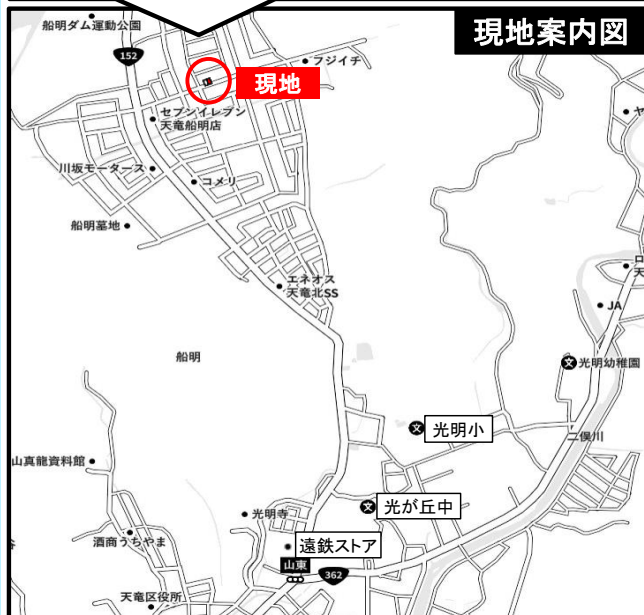 現地案内図
船明ダム運動公園
152
フジイチ
現地
セブンイレブン
天竜船明店
川坂モータース
コメリ
船明墓地
エネオス
天竜北SS
JA
船明
文
光明幼稚園
文
光明小
二俣川
山真龍資料館
文
光が丘中
光明寺
酒商うちやま
遠鉄ストア
山東
362
天竜区役所